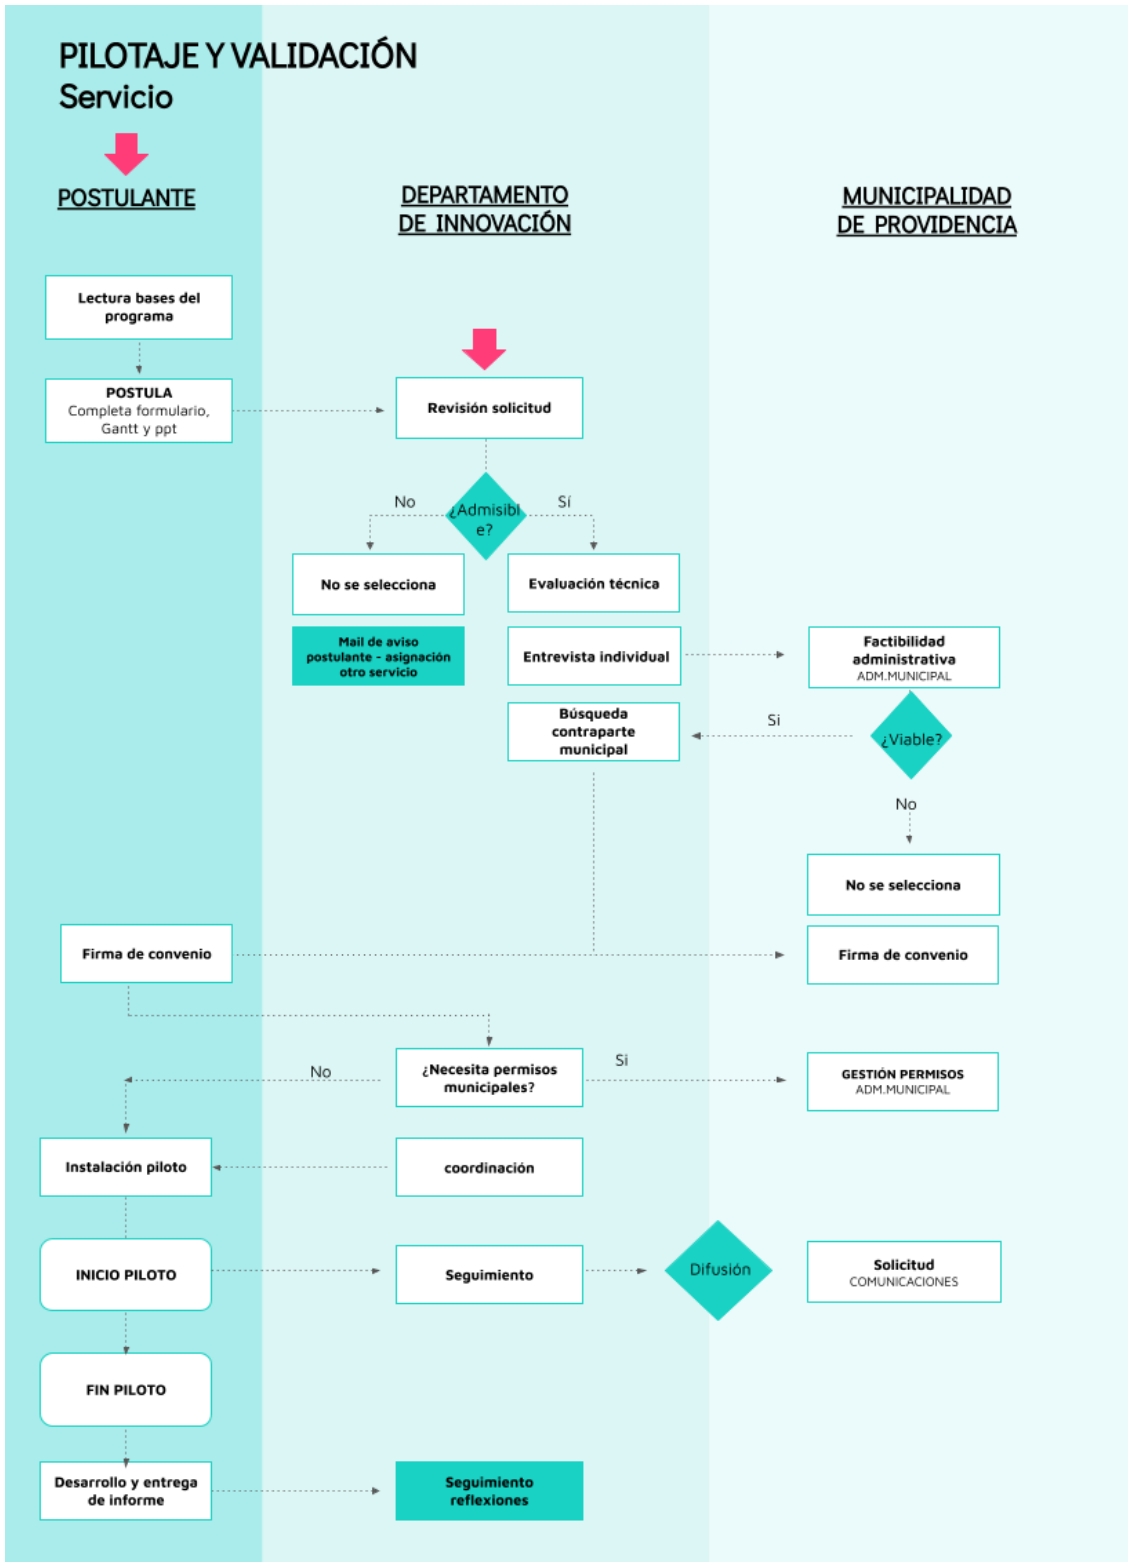 PILOTAJE Y VALIDACIÓN
Servicio
POSTULANTE
DEPARTAMENTO
DE INNOVACIÓN
MUNICIPALIDAD
DE PROVIDENCIA
Lectura bases del
programa
POSTULA
Completa formulario,
Gantt y ppt
Revisión solicitud
¿Admisibl
e?
No
Sí
No se selecciona
Evaluación técnica
Mail de aviso
postulante - asignación
otro servicio
Entrevista individual
Factibilidad
administrativa
ADM.MUNICIPAL
Búsqueda
contraparte
municipal
Si
¿Viable?
No
No se selecciona
Firma de convenio
Firma de convenio
¿Necesita permisos
municipales?
No
Si
GESTIÓN PERMISOS
ADM.MUNICIPAL
Instalación piloto
coordinación
INICIO PILOTO
Seguimiento
Difusión
Solicitud
COMUNICACIONES
FIN PILOTO
Desarrollo y entrega
de informe
Seguimiento
reflexiones